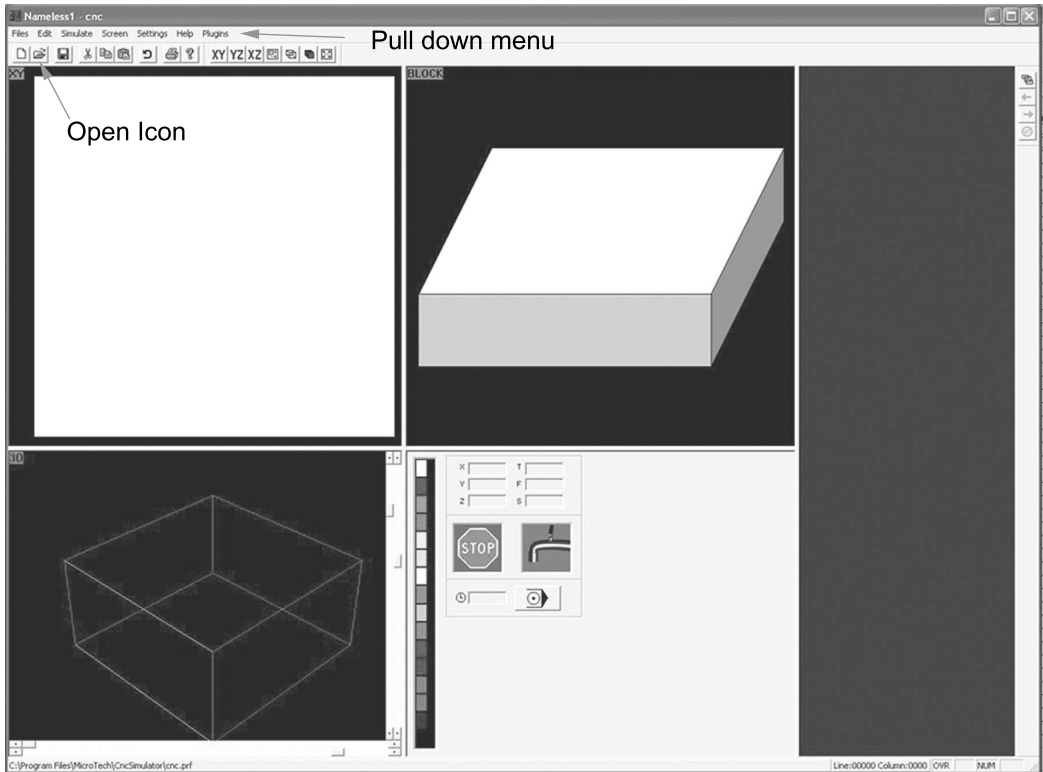 Nameless1 - cnc
Files Edit Simulate Screen Settings Help Plugins
Pull down menu
XY YZ XZ
XY
BLOCK
Open Icon
3D
X T
Y F
Z S
STOP
C:\Program Files\MicroTech\CncSimulator\cnc.prf
Line:00000 Column:0000 OVR NUM